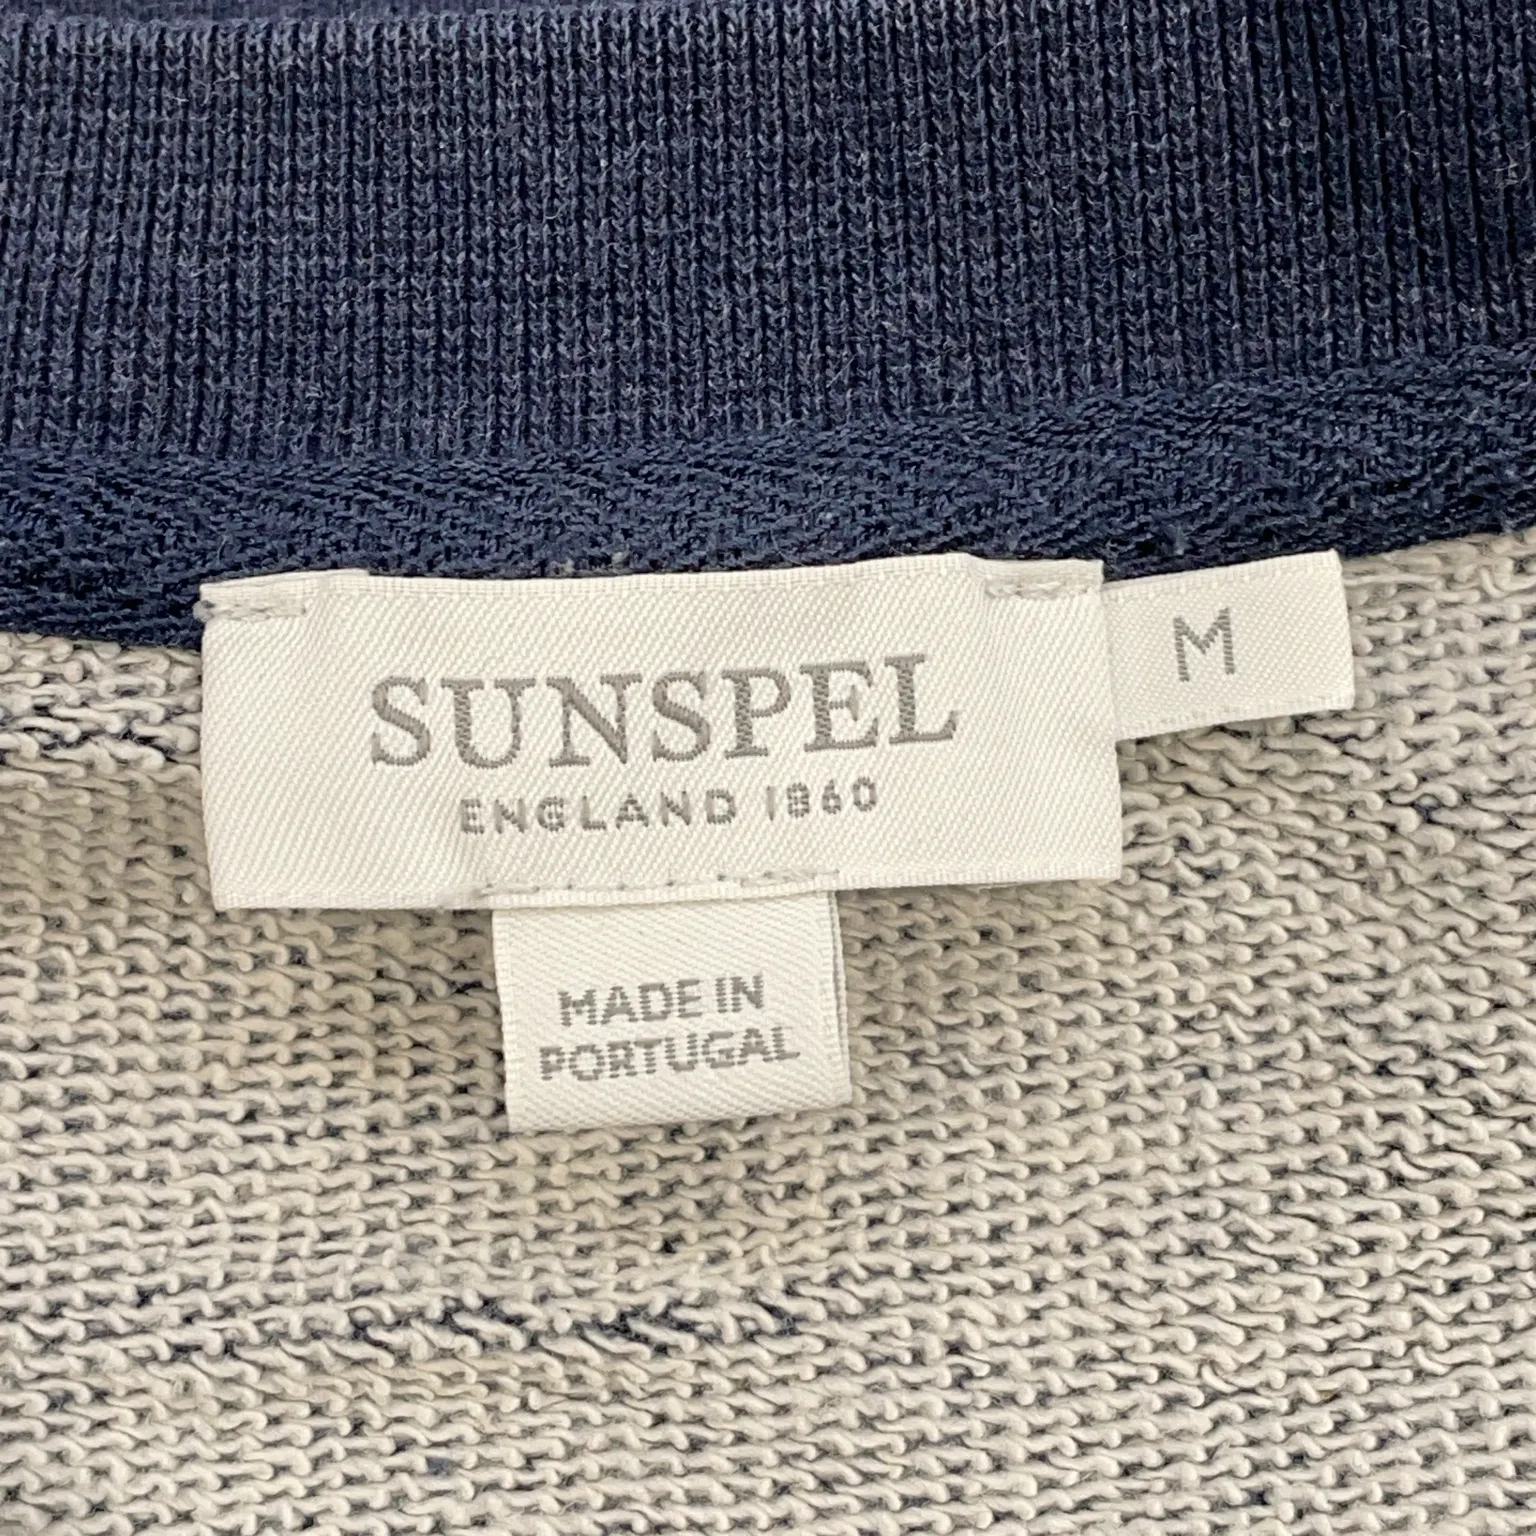 SUNSPEL
ENGLAND 1860
M
MADE IN
PORTUGAL